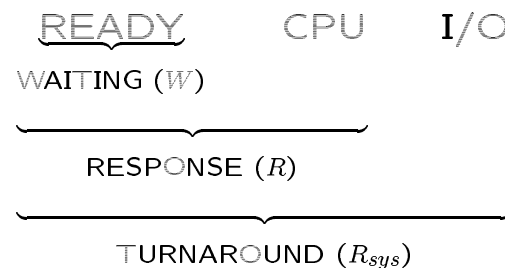 READY CPU I/O
WAITING (W)
RESPONSE (R)
TURNAROUND (R_sys)